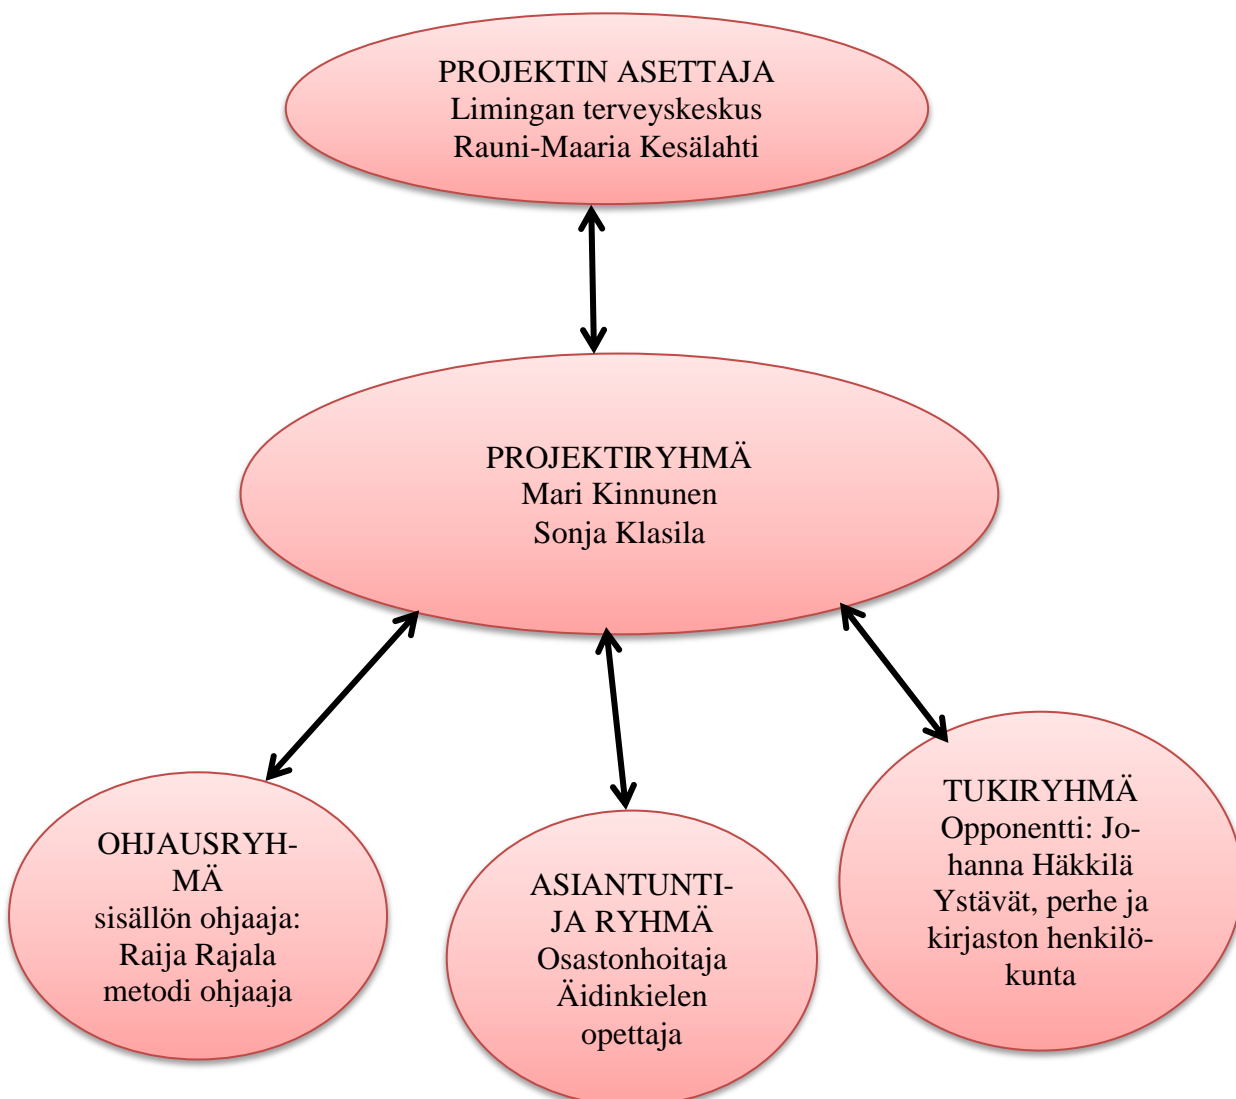 PROJEKTIN ASETTAJA
Limingan terveyskeskus
Rauni-Maaria Kesälahti
PROJEKTIRYHMÄ
Mari Kinnunen
Sonja Klasila
OHJAUSRYH-
MÄ
sisällön ohjaaja:
Raija Rajala
metodi ohjaaja
ASIANTUNTI-
JA RYHMÄ
Osastonhoitaja
Äidinkielen
opettaja
TUKIRYHMÄ
Opponentti: Jo-
hanna Häkkilä
Ystävät, perhe ja
kirjaston henkilö-
kunta